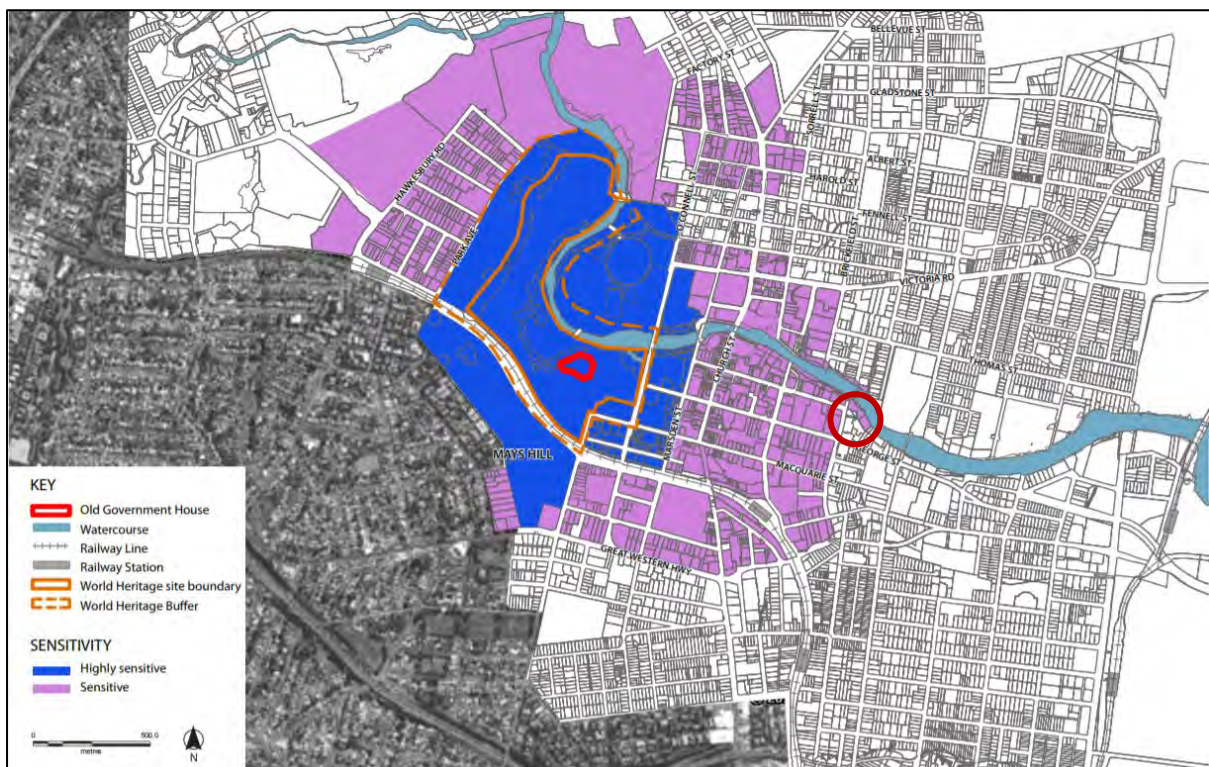 BELLEVUE ST
FACTORY ST
GLADSTONE ST
SORRELL ST
ALBERT ST
HAROLD ST
HAWKESBURY RD
O'CONNELL ST
FENNELL ST
PARK AVE
BRICKFIELD ST
VICTORIA RD
CHURCH ST
MARSDEN ST
GEORGE ST
MAYS HILL
MACQUARIE ST
GREAT WESTERN HWY
KEY
Old Government House
Watercourse
Railway Line
Railway Station
World Heritage site boundary
World Heritage Buffer
SENSITIVITY
Highly sensitive
Sensitive
0
500.0
metres
N